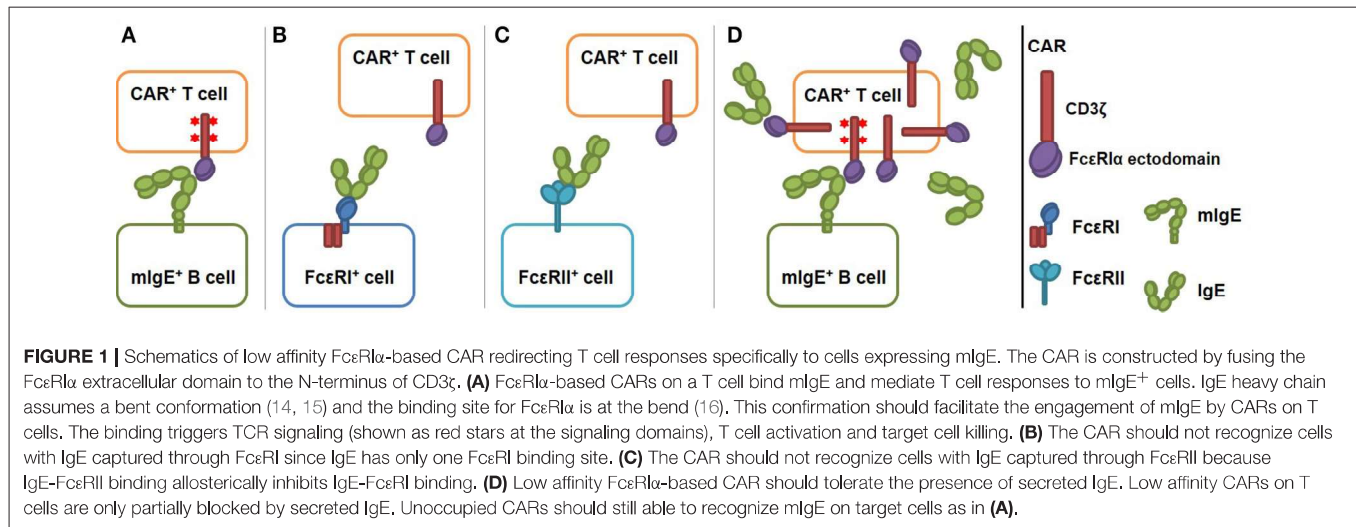 A
B
C
D
CAR⁺ T cell
CAR⁺ T cell
CAR⁺ T cell
CAR⁺ T cell
mIgE⁺ B cell
FcεRI⁺ cell
FcεRII⁺ cell
mIgE⁺ B cell
CAR
CD3ζ
FcεRIα ectodomain
FcεRI
mIgE
FcεRII
IgE
FIGURE 1 | Schematics of low affinity FcεRIα-based CAR redirecting T cell responses specifically to cells expressing mIgE. The CAR is constructed by fusing the
FcεRIα extracellular domain to the N-terminus of CD3ζ. (A) FcεRIα-based CARs on a T cell bind mIgE and mediate T cell responses to mIgE⁺ cells. IgE heavy chain
assumes a bent conformation (14, 15) and the binding site for FcεRIα is at the bend (16). This confirmation should facilitate the engagement of mIgE by CARs on T
cells. The binding triggers TCR signaling (shown as red stars at the signaling domains), T cell activation and target cell killing. (B) The CAR should not recognize cells
with IgE captured through FcεRI since IgE has only one FcεRI binding site. (C) The CAR should not recognize cells with IgE captured through FcεRII because
IgE-FcεRII binding allosterically inhibits IgE-FcεRI binding. (D) Low affinity FcεRIα-based CAR should tolerate the presence of secreted IgE. Low affinity CARs on T
cells are only partially blocked by secreted IgE. Unoccupied CARs should still able to recognize mIgE on target cells as in (A).